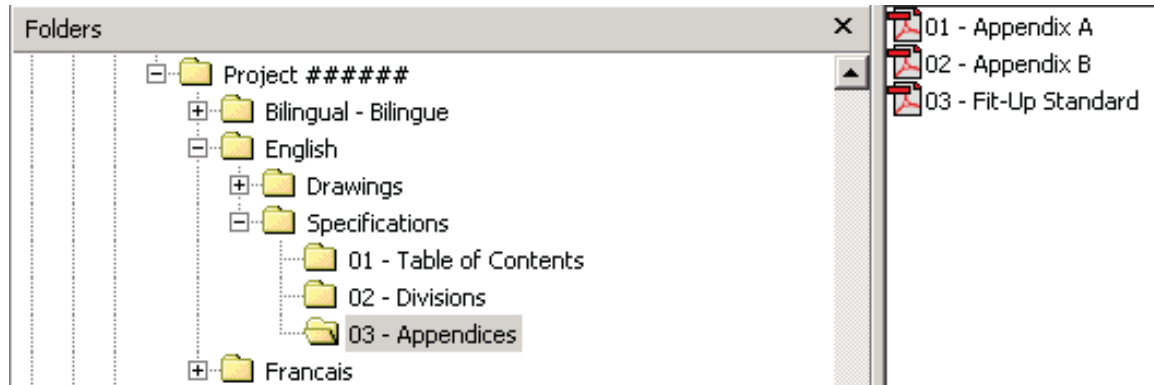 Folders
Project ######
Bilingual - Bilingue
English
Drawings
Specifications
01 - Table of Contents
02 - Divisions
03 - Appendices
Francais
01 - Appendix A
02 - Appendix B
03 - Fit-Up Standard